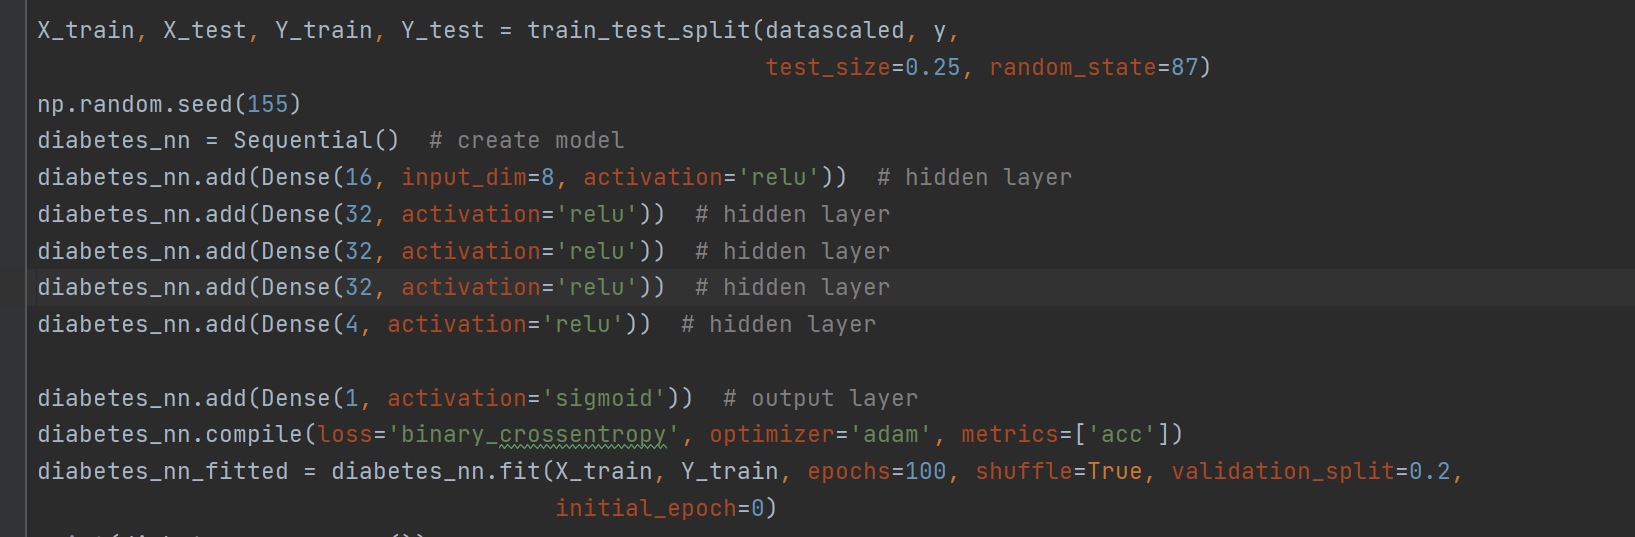 X_train, X_test, Y_train, Y_test = train_test_split(datascaled, y,
test_size=0.25, random_state=87)
np.random.seed(155)
diabetes_nn = Sequential()  # create model
diabetes_nn.add(Dense(16, input_dim=8, activation='relu'))  # hidden layer
diabetes_nn.add(Dense(32, activation='relu'))  # hidden layer
diabetes_nn.add(Dense(32, activation='relu'))  # hidden layer
diabetes_nn.add(Dense(32, activation='relu'))  # hidden layer
diabetes_nn.add(Dense(4, activation='relu'))  # hidden layer
diabetes_nn.add(Dense(1, activation='sigmoid'))  # output layer
diabetes_nn.compile(loss='binary_crossentropy', optimizer='adam', metrics=['acc'])
diabetes_nn_fitted = diabetes_nn.fit(X_train, Y_train, epochs=100, shuffle=True, validation_split=0.2,
initial_epoch=0)